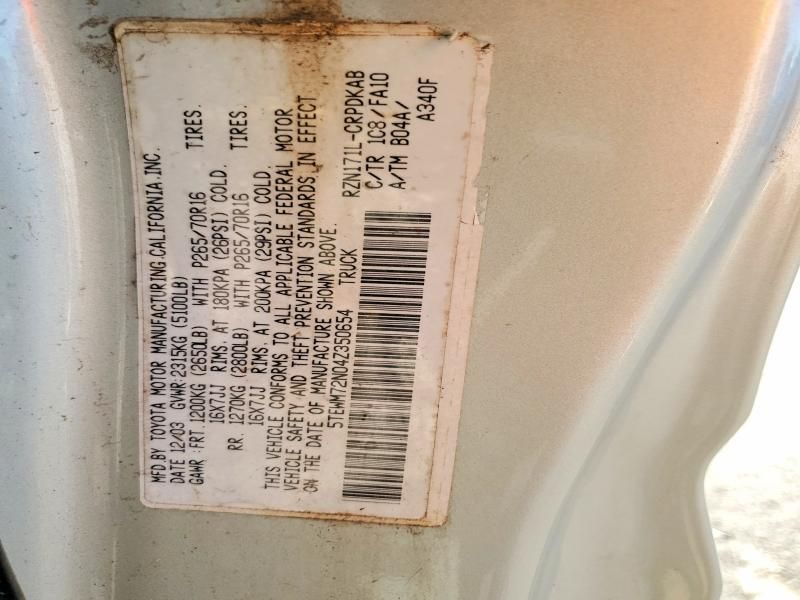 MFD.BY TOYOTA MOTOR MANUFACTURING.CALIFORNIA.INC.
DATE 12/03 GVWR:2315KG (5100LB)
GAWR :FRT.1200KG (2650LB) WITH P265/70R16 TIRES.
16X7JJ RIMS. AT 180KPA (26PSI) COLD.
RR. 1270KG (2800LB) WITH P265/70R16 TIRES.
16X7JJ RIMS. AT 200KPA (29PSI) COLD.
THIS VEHICLE CONFORMS TO ALL APPLICABLE FEDERAL MOTOR
VEHICLE SAFETY AND THEFT PREVENTION STANDARDS IN EFFECT
ON THE DATE OF MANUFACTURE SHOWN ABOVE.
5TEWM72N04Z350654 TRUCK
RZN171L-CRPDKAB
C/TR 1C8/FA10
A/TM B04A/
A340F